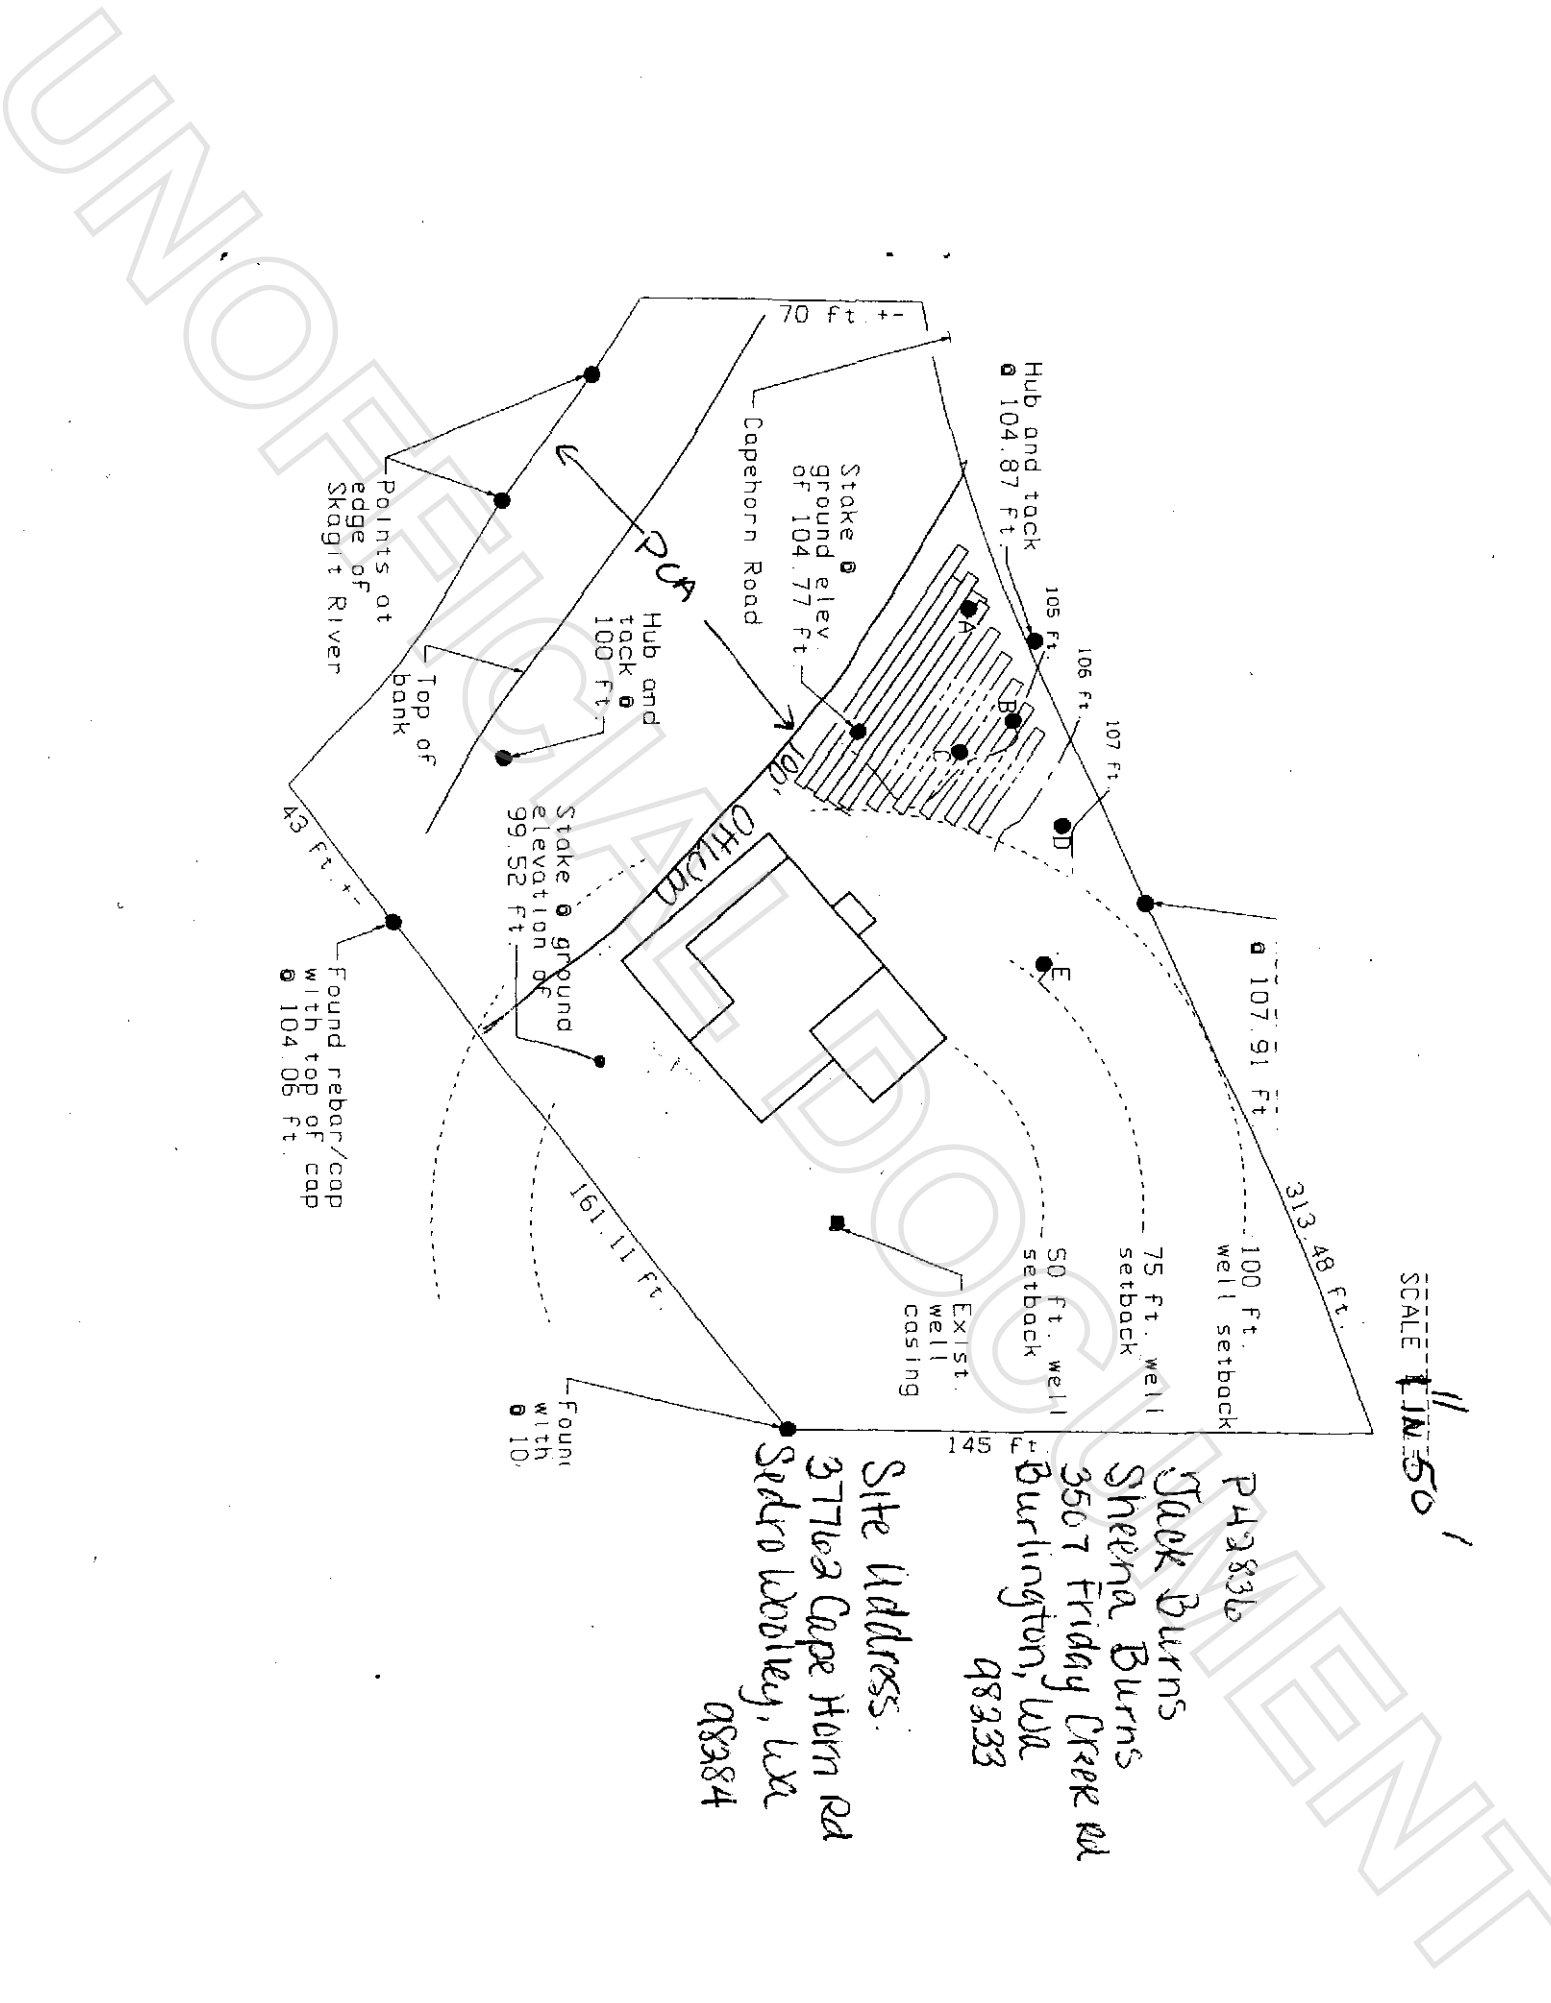 SCALE 1" IN 50'
P42836
Jack Burns
Sheena Burns
3507 Friday Creek Rd
Burlington, Wa
98233
Site Address:
37762 Cape Horn Rd
Sedro Woolley, Wa
98284
313.48 ft.
100 ft.
well setback
75 ft. well
setback
50 ft. well
setback
145 ft.
Exist.
well
casing
@ 107.91 ft
107 ft
106 ft
105 ft.
Hub and tack
@ 104.87 ft.
A
B
C
D
E
Stake @
ground elev.
of 104.77 ft
Capehorn Road
70 ft.+-
PCA
100'
OHWM
Hub and
tack @
100 ft.
Stake @ ground
elevation of
99.52 ft.
Top of
bank
Points at
edge of
Skagit River
43 ft.+-
Found rebar/cap
with top of cap
@ 104.06 ft.
161.11 ft.
Foun
with
@ 10
UNOFFICIAL DOCUMENT